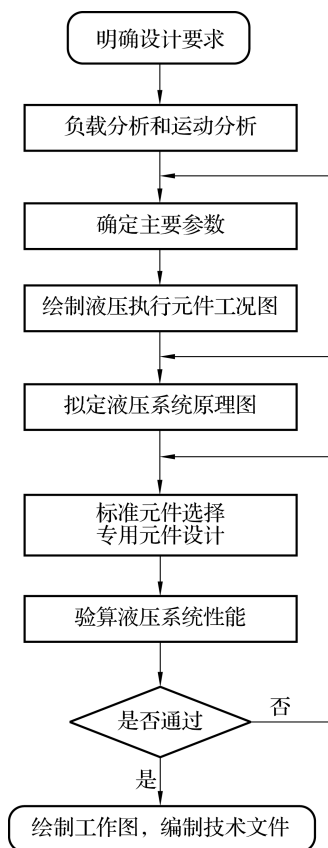 明确设计要求
负载分析和运动分析
确定主要参数
绘制液压执行元件工况图
拟定液压系统原理图
标准元件选择
专用元件设计
验算液压系统性能
是否通过
否
是
绘制工作图，编制技术文件